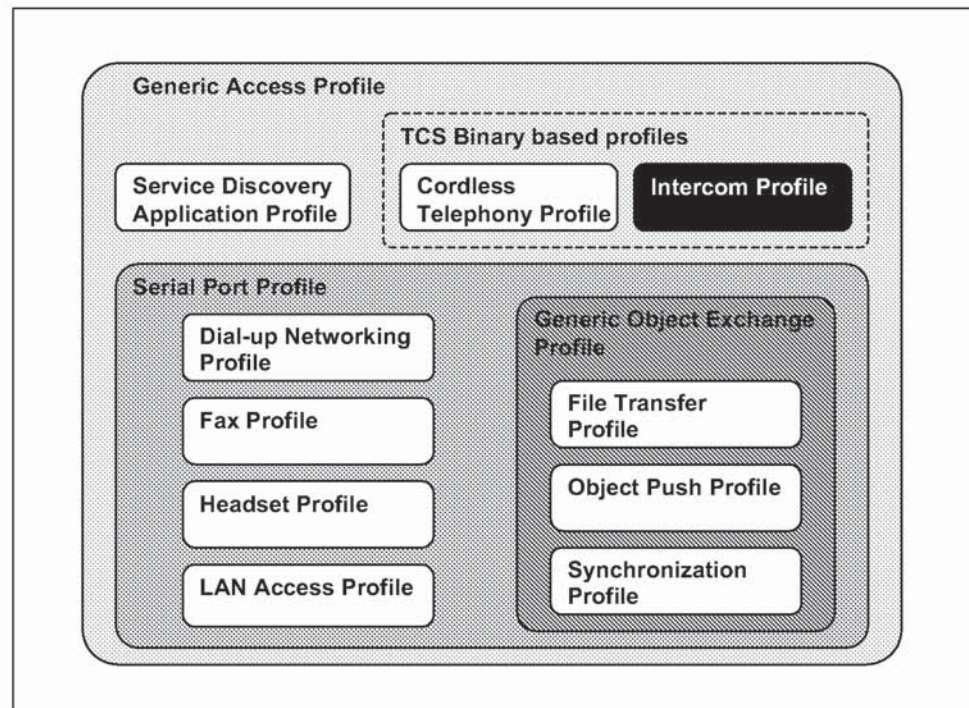 Generic Access Profile
TCS Binary based profiles
Service Discovery
Application Profile
Cordless
Telephony Profile
Intercom Profile
Serial Port Profile
Dial-up Networking
Profile
Fax Profile
Headset Profile
LAN Access Profile
Generic Object Exchange
Profile
File Transfer
Profile
Object Push Profile
Synchronization
Profile